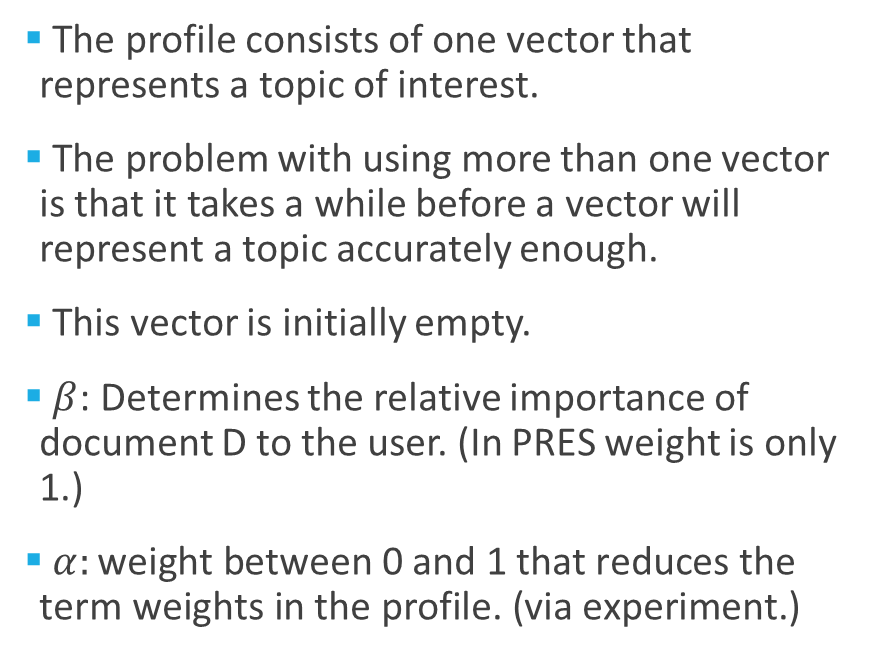 ▪ The profile consists of one vector that
represents a topic of interest.
▪ The problem with using more than one vector
is that it takes a while before a vector will
represent a topic accurately enough.
▪ This vector is initially empty.
▪ β: Determines the relative importance of
document D to the user. (In PRES weight is only
1.)
▪ α: weight between 0 and 1 that reduces the
term weights in the profile. (via experiment.)